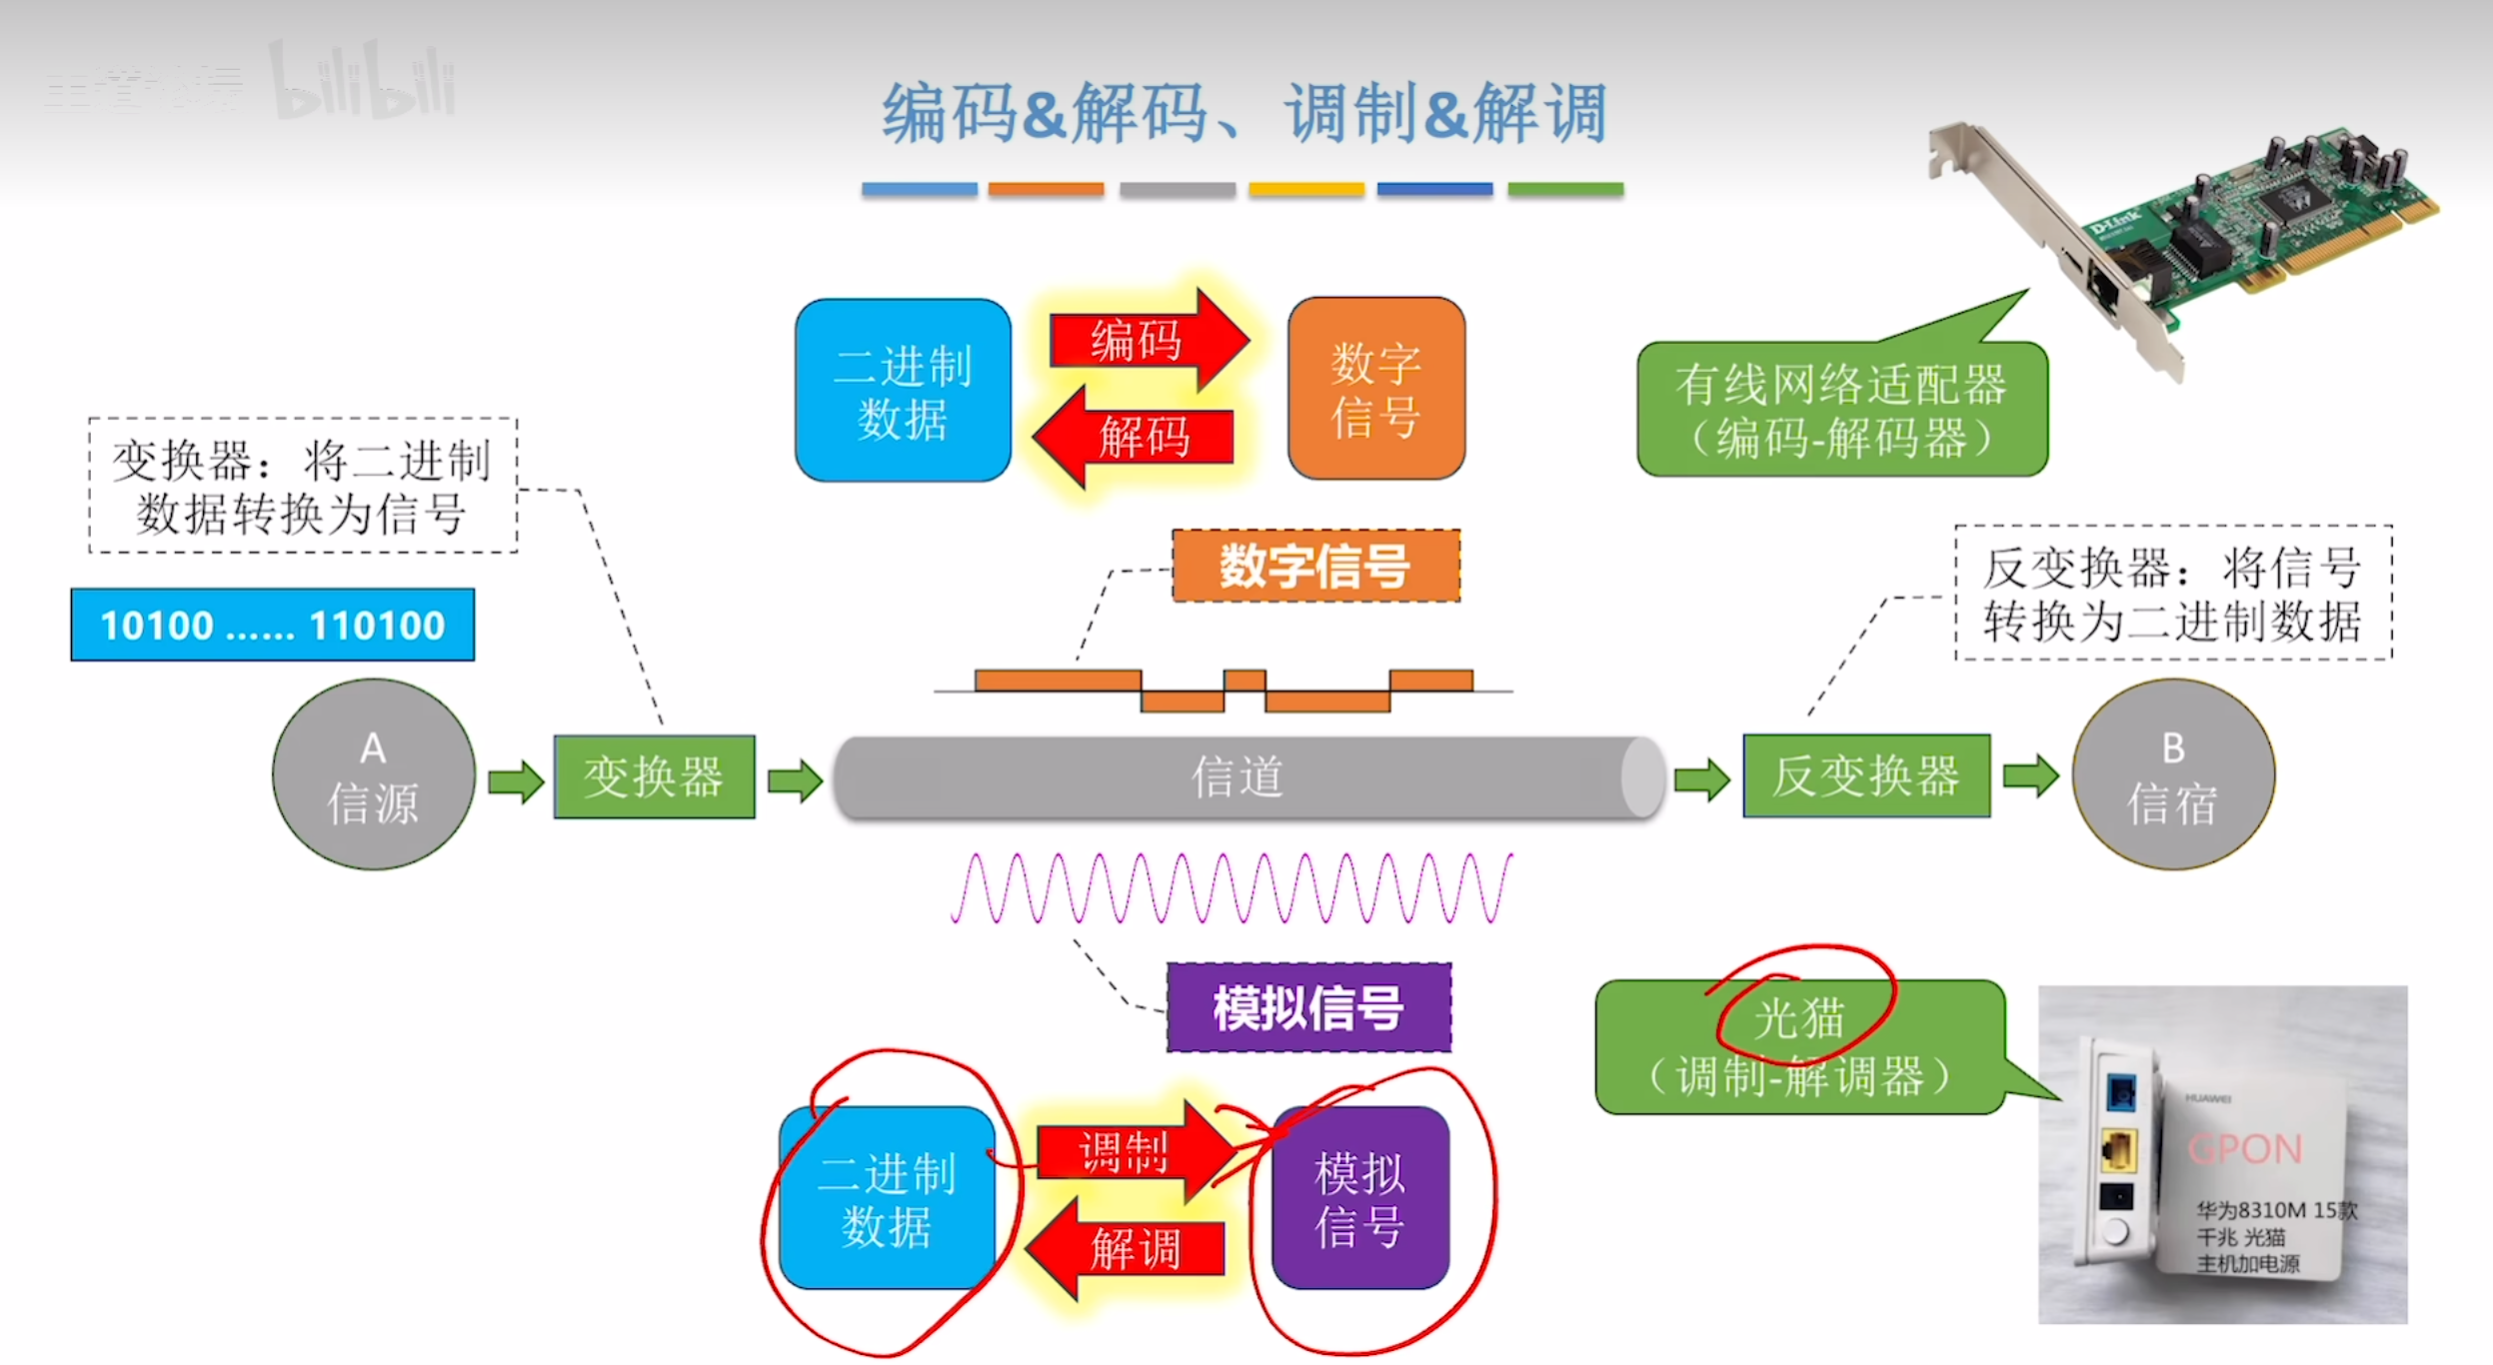 bilibili
编码&解码、调制&解调
D-Link
二进制
数据
编码
解码
数字
信号
有线网络适配器
（编码-解码器）
变换器：将二进制
数据转换为信号
数字信号
反变换器：将信号
转换为二进制数据
10100 ...... 110100
A
信源
变换器
信道
反变换器
B
信宿
模拟信号
光猫
（调制-解调器）
二进制
数据
调制
解调
模拟
信号
HUAWEI
GPON
华为8310M 15款
千兆 光猫
主机加电源